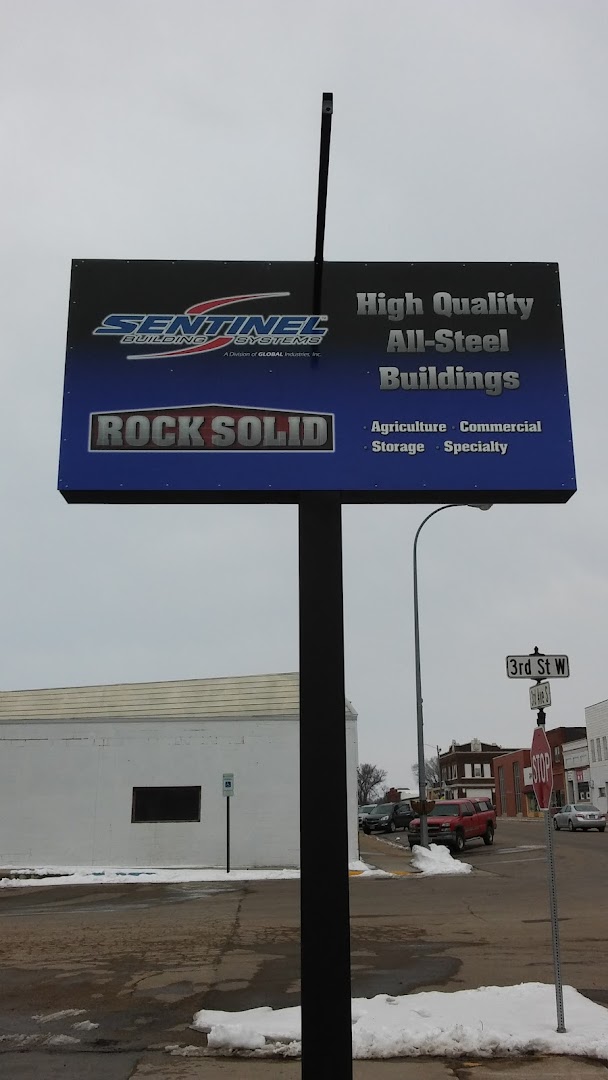 SENTINEL®
BUILDING SYSTEMS
A Division of GLOBAL Industries, Inc.
ROCK SOLID
High Quality
All-Steel
Buildings
· Agriculture · Commercial
· Storage · Specialty
3rd St W
STOP